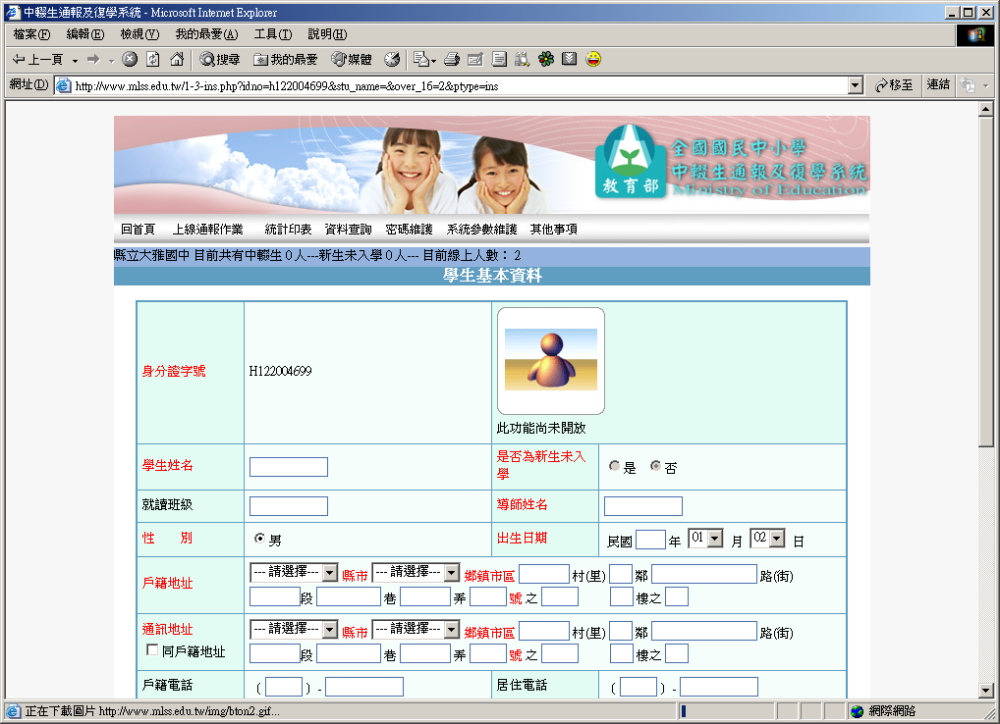 中輟生通報及復學系統 - Microsoft Internet Explorer
檔案(F) 編輯(E) 檢視(V) 我的最愛(A) 工具(T) 說明(H)
上一頁 搜尋 我的最愛 媒體
網址(D) http://www.mlss.edu.tw/1-3-ins.php?idno=h122004699&stu_name=&over_16=2&ptype=ins 移至 連結
教育部
全國國民中小學
中輟生通報及復學系統
Ministry of Education
回首頁 上線通報作業 統計印表 資料查詢 密碼維護 系統參數維護 其他事項
縣立大雅國中 目前共有中輟生 0 人---新生未入學 0 人--- 目前線上人數： 2
學生基本資料
身分證字號 H122004699
此功能尚未開放
學生姓名 是否為新生未入學 是 否
就讀班級 導師姓名
性 別 男 出生日期 民國 年 01 月 02 日
戶籍地址 --- 請選擇--- 縣市 --- 請選擇--- 鄉鎮市區 村(里) 鄰 路(街)
段 巷 弄 號 之 樓之
通訊地址 --- 請選擇--- 縣市 --- 請選擇--- 鄉鎮市區 村(里) 鄰 路(街)
同戶籍地址 段 巷 弄 號 之 樓之
戶籍電話 ( ) - 居住電話 ( ) -
正在下載圖片 http://www.mlss.edu.tw/img/bton2.gif... 網際網路